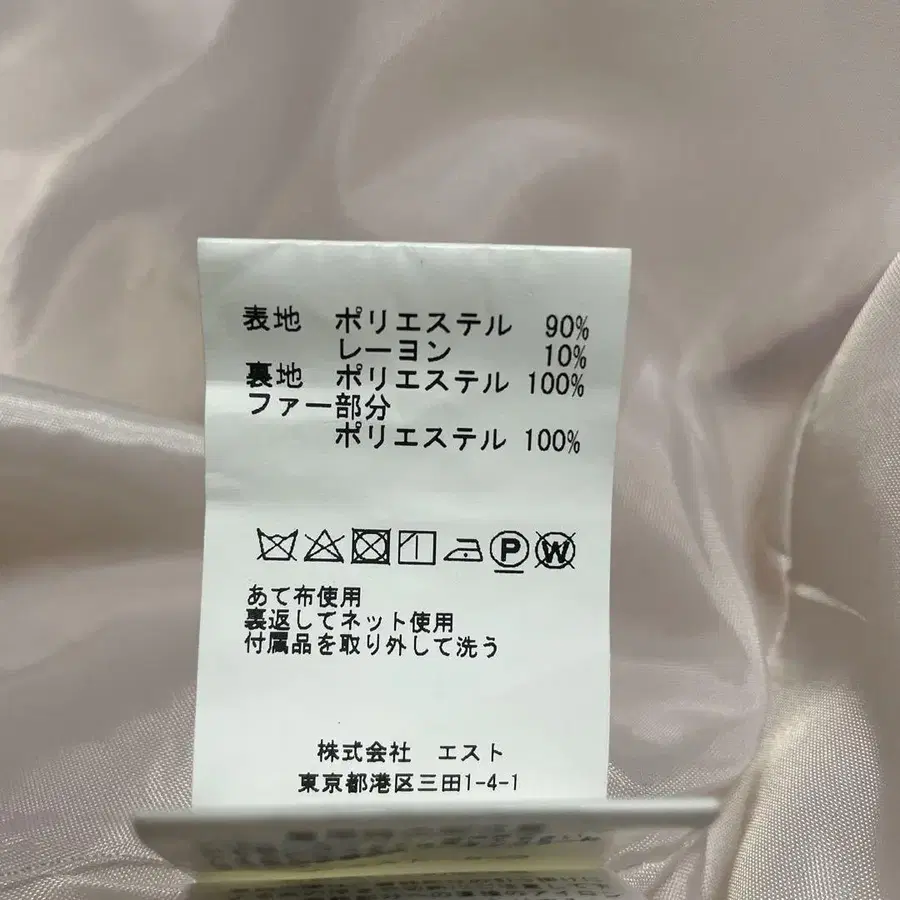 表地 ポリエステル 90%
レーヨン 10%
裏地 ポリエステル 100%
ファー部分
ポリエステル 100%
P W
あて布使用
裏返してネット使用
付属品を取り外して洗う
株式会社 エスト
東京都港区三田1-4-1